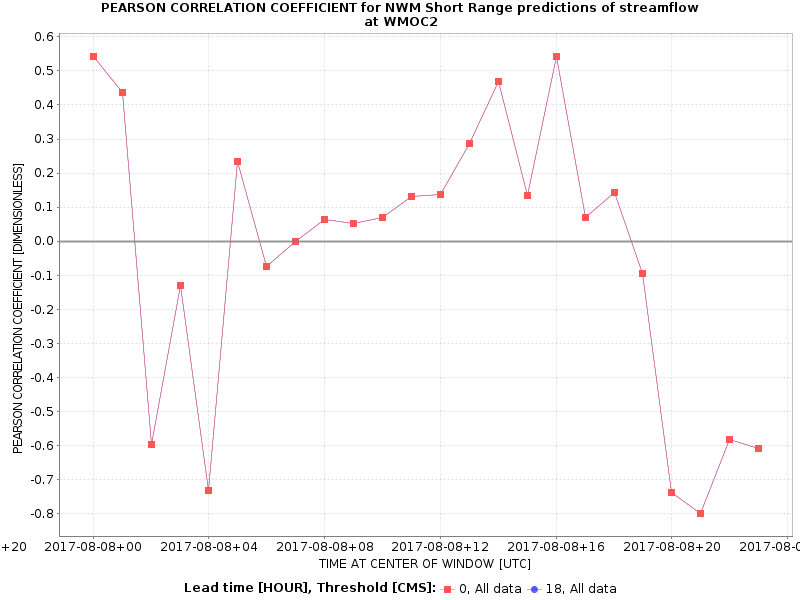 PEARSON CORRELATION COEFFICIENT for NWM Short Range predictions of streamflow
at WMOC2
0.6
0.5
0.4
0.3
0.2
0.1
0.0
-0.1
-0.2
-0.3
-0.4
-0.5
-0.6
-0.7
-0.8
PEARSON CORRELATION COEFFICIENT [DIMENSIONLESS]
+20 2017-08-08+00 2017-08-08+04 2017-08-08+08 2017-08-08+12 2017-08-08+16 2017-08-08+20 2017-08-0
TIME AT CENTER OF WINDOW [UTC]
Lead time [HOUR], Threshold [CMS]: 0, All data 18, All data